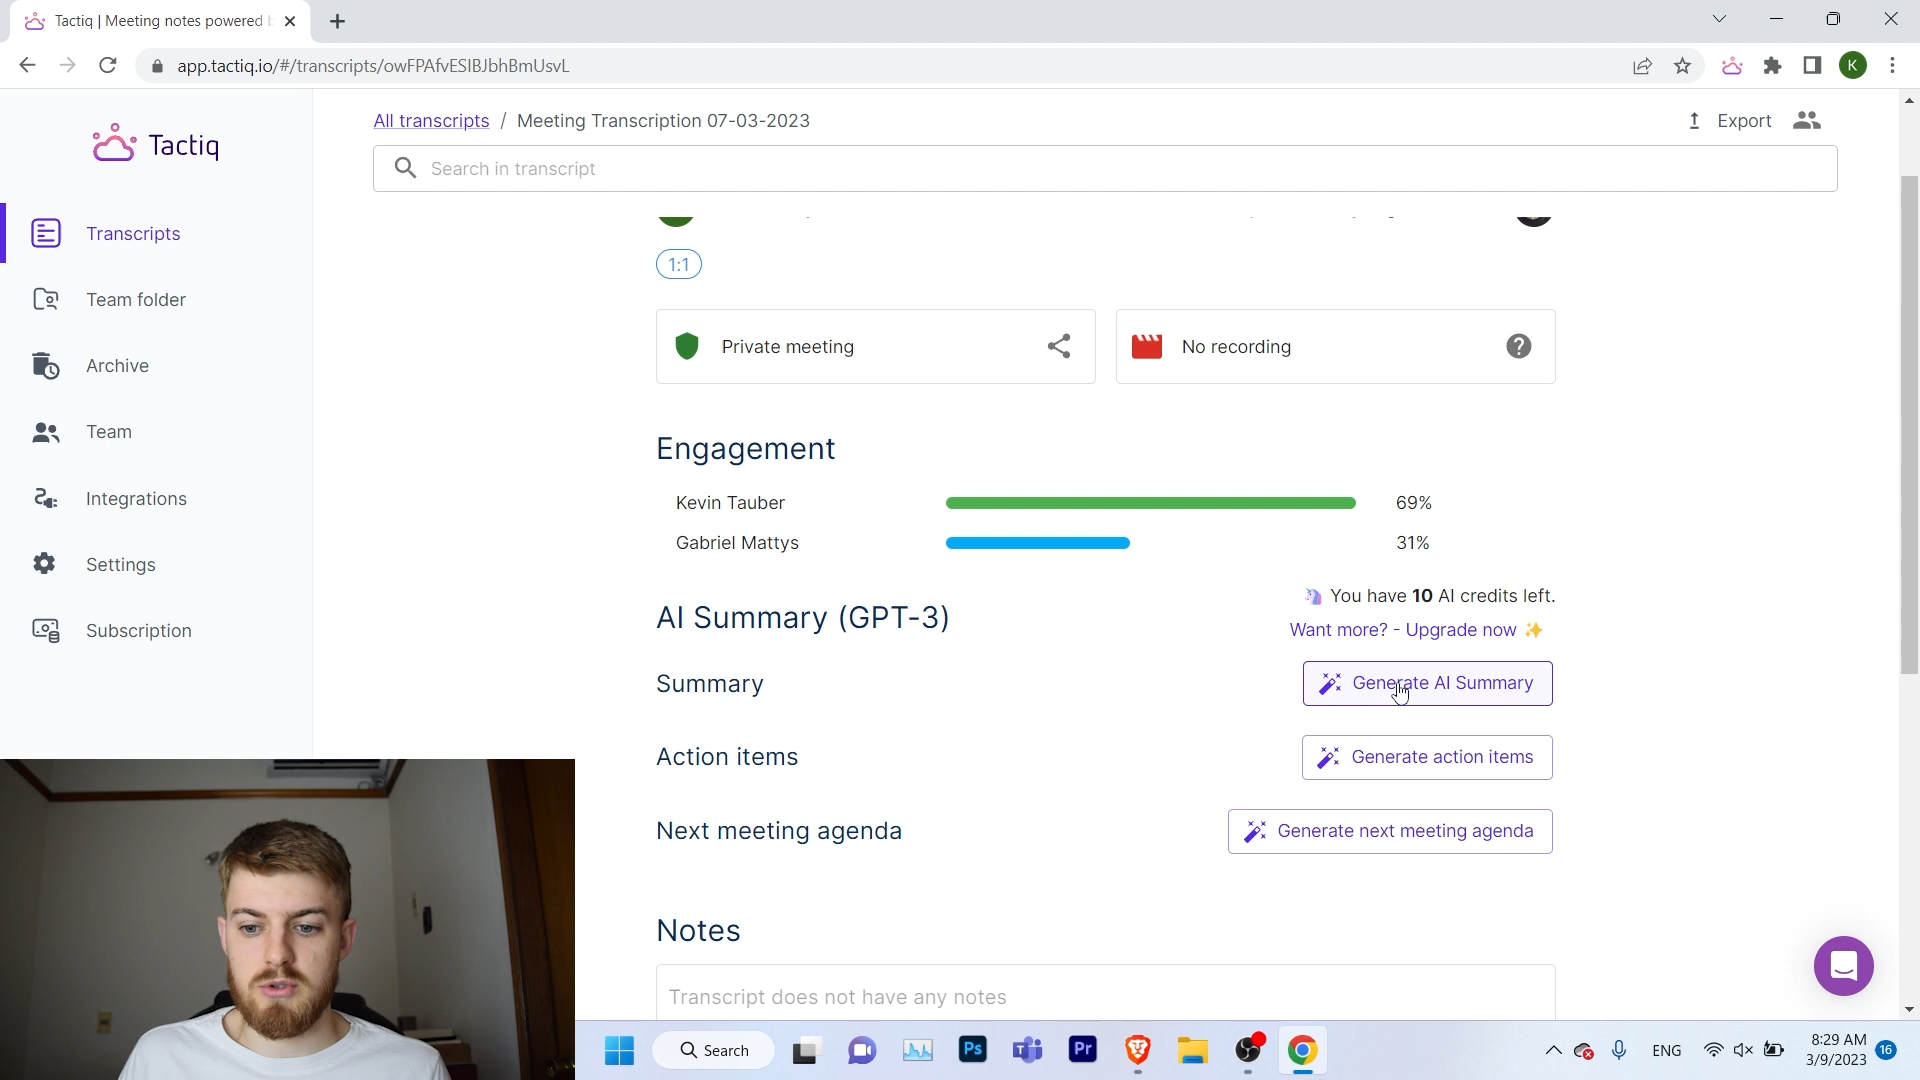 Tactiq | Meeting notes powered
app.tactiq.io/#/transcripts/owFPAfvESIBJbhBmUsvL
K
Tactiq
Transcripts
Team folder
Archive
Team
Integrations
Settings
Subscription
All transcripts / Meeting Transcription 07-03-2023
Export
Search in transcript
1:1
Private meeting
No recording
Engagement
Kevin Tauber 69%
Gabriel Mattys 31%
AI Summary (GPT-3)
You have 10 AI credits left.
Want more? - Upgrade now
Summary
Generate AI Summary
Action items
Generate action items
Next meeting agenda
Generate next meeting agenda
Notes
Transcript does not have any notes
Search
Ps
Pr
ENG
8:29 AM
3/9/2023
16